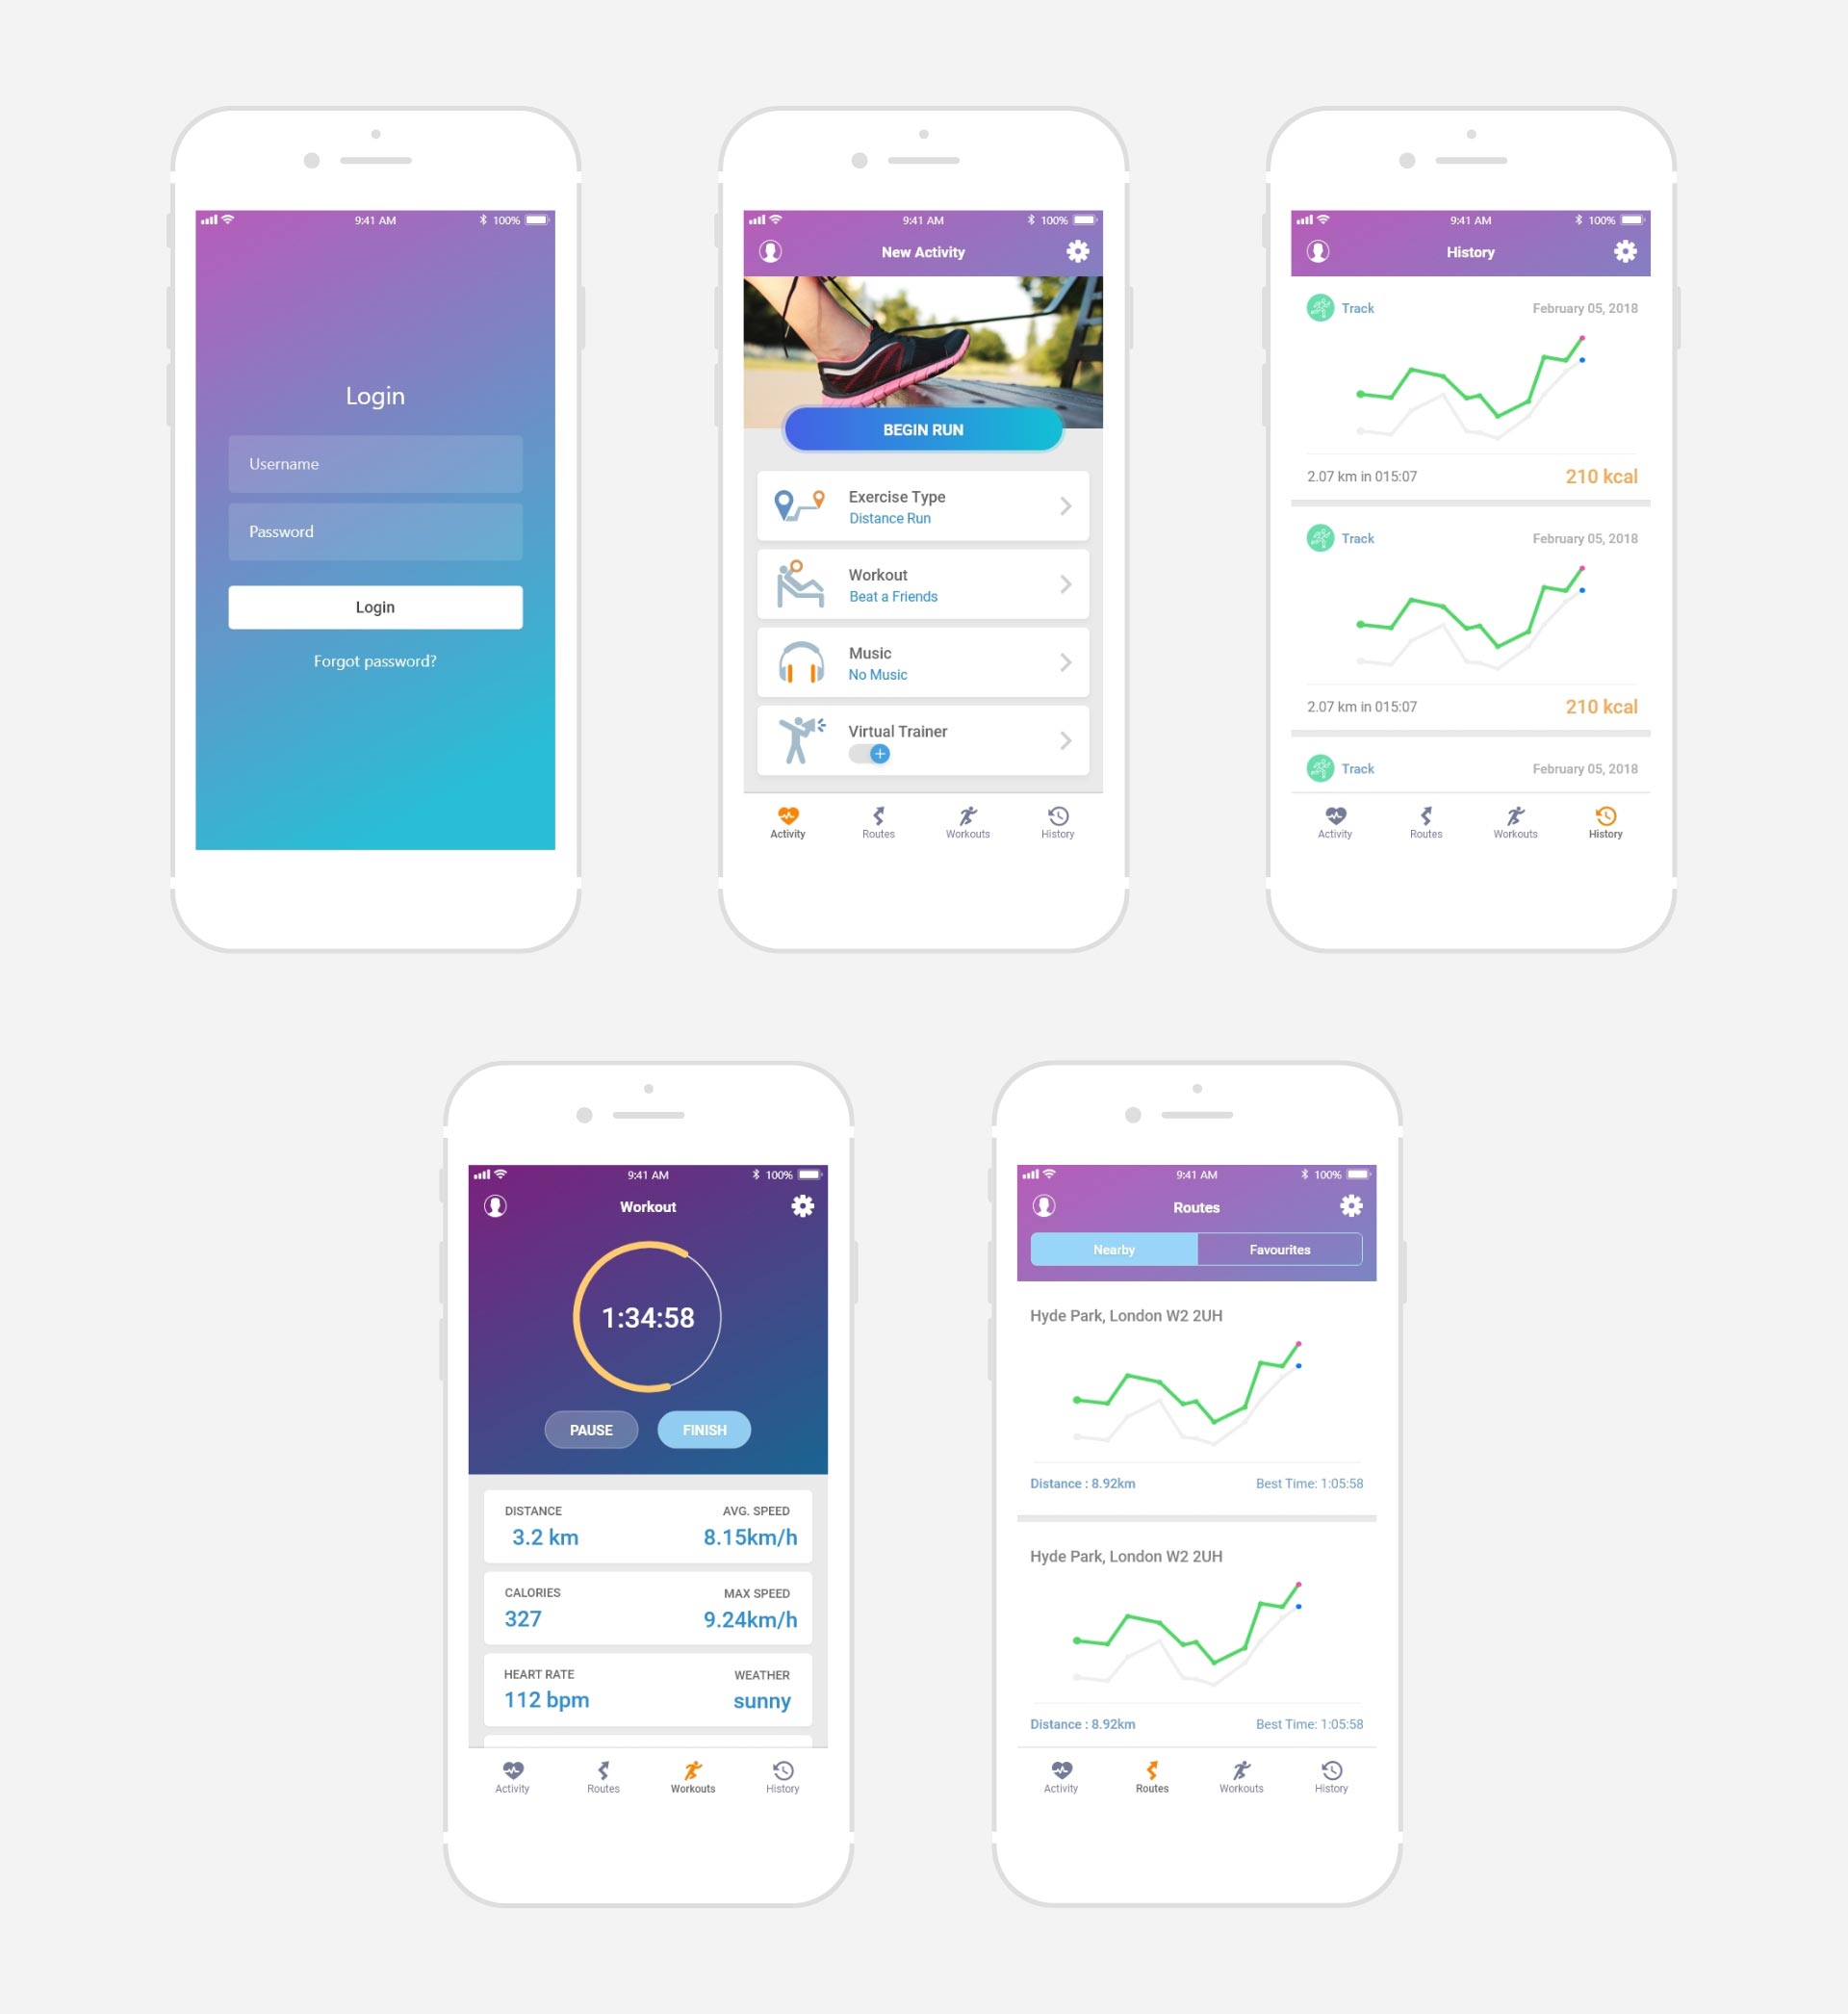 9:41 AM 100%
Login
Username
Password
Login
Forgot password?
9:41 AM 100%
New Activity
BEGIN RUN
Exercise Type
Distance Run
Workout
Beat a Friends
Music
No Music
Virtual Trainer
Activity Routes Workouts History
9:41 AM 100%
History
Track February 05, 2018
2.07 km in 015:07 210 kcal
Track February 05, 2018
2.07 km in 015:07 210 kcal
Track February 05, 2018
Activity Routes Workouts History
9:41 AM 100%
Workout
1:34:58
PAUSE FINISH
DISTANCE AVG. SPEED
3.2 km 8.15km/h
CALORIES MAX SPEED
327 9.24km/h
HEART RATE WEATHER
112 bpm sunny
Activity Routes Workouts History
9:41 AM 100%
Routes
Nearby Favourites
Hyde Park, London W2 2UH
Distance : 8.92km Best Time: 1:05:58
Hyde Park, London W2 2UH
Distance : 8.92km Best Time: 1:05:58
Activity Routes Workouts History